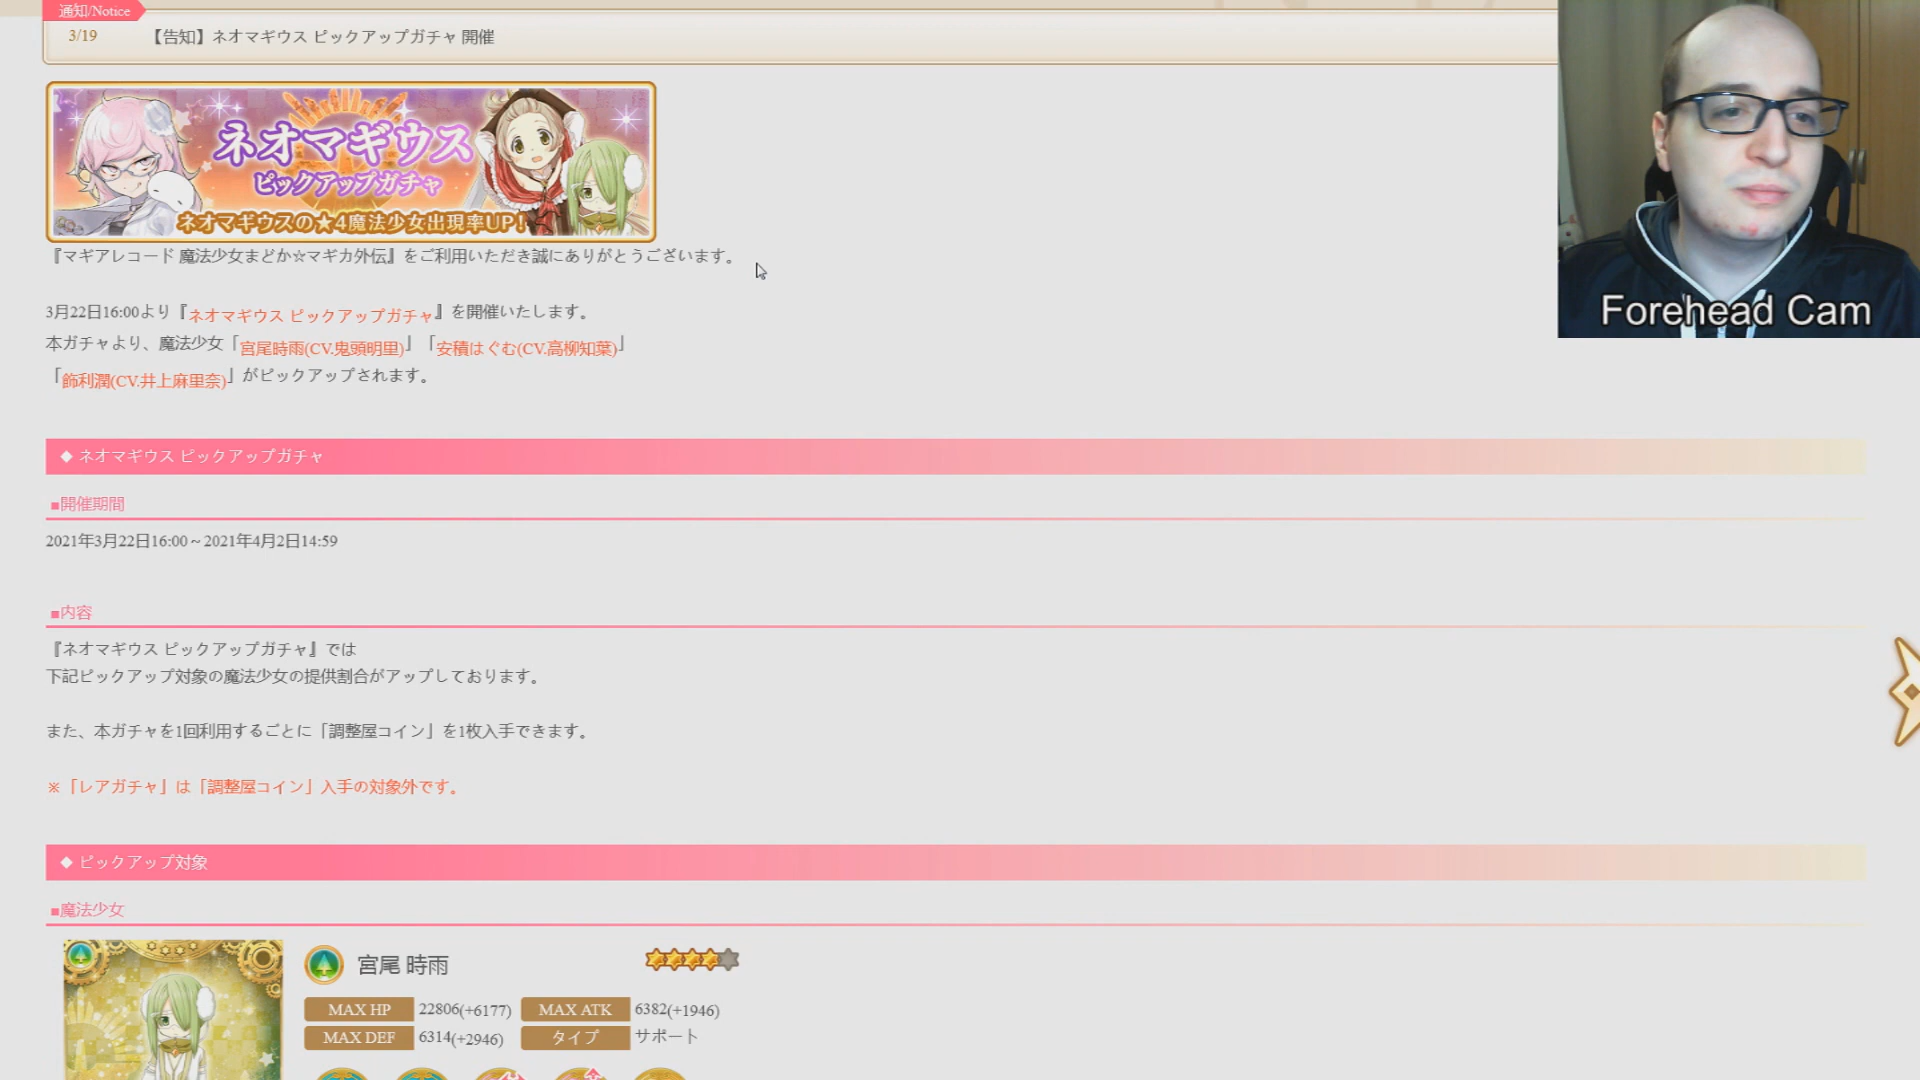 通知/Notice
3/19 【告知】ネオマギウス ピックアップガチャ 開催
ネオマギウス
ピックアップガチャ
ネオマギウスの★4魔法少女出現率UP!
『マギアレコード 魔法少女まどか☆マギカ外伝』をご利用いただき誠にありがとうございます。
3月22日16:00より『ネオマギウス ピックアップガチャ』を開催いたします。
本ガチャより、魔法少女「宮尾時雨(CV.鬼頭明里)」「安積はぐむ(CV.高柳知葉)」
「飾利潤(CV.井上麻里奈)」がピックアップされます。
◆ ネオマギウス ピックアップガチャ
■開催期間
2021年3月22日16:00～2021年4月2日14:59
■内容
『ネオマギウス ピックアップガチャ』では
下記ピックアップ対象の魔法少女の提供割合がアップしております。
また、本ガチャを1回利用するごとに「調整屋コイン」を1枚入手できます。
※「レアガチャ」は「調整屋コイン」入手の対象外です。
◆ ピックアップ対象
■魔法少女
宮尾 時雨
MAX HP 22806(+6177) MAX ATK 6382(+1946)
MAX DEF 6314(+2946) タイプ サポート
Forehead Cam